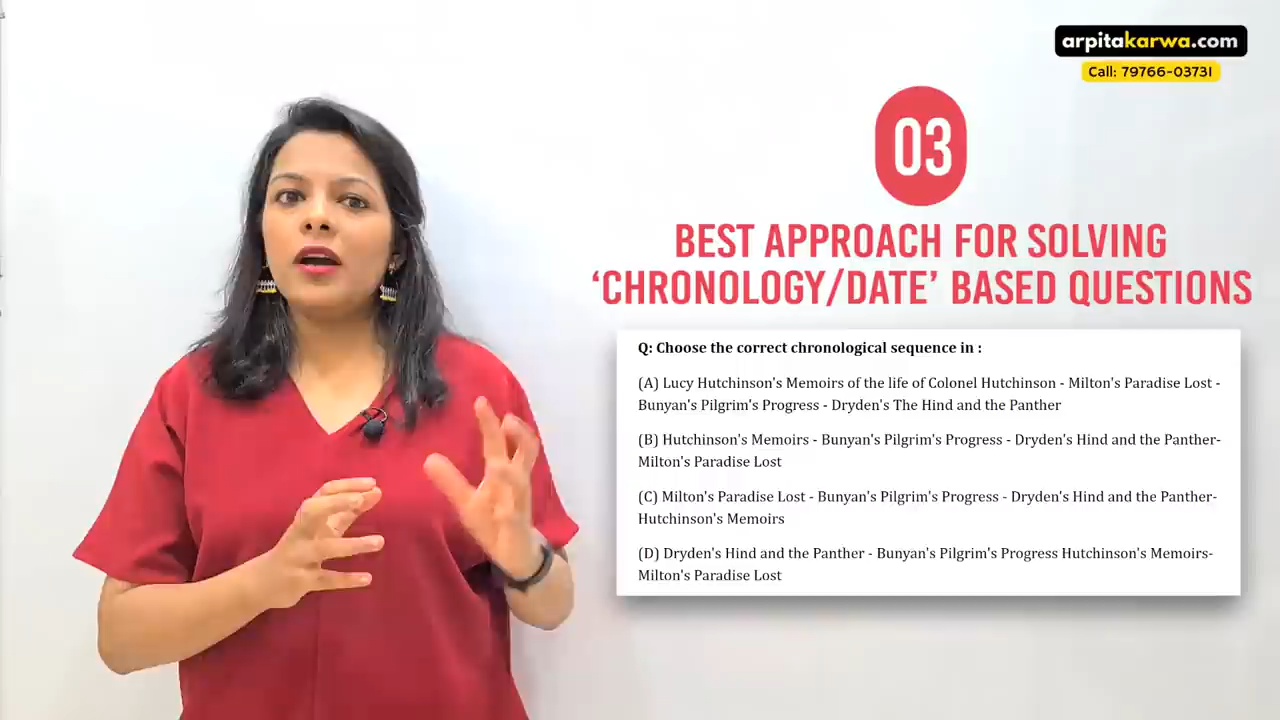 arpitakarwa.com
Call: 79766-03731
03
BEST APPROACH FOR SOLVING
‘CHRONOLOGY/DATE’ BASED QUESTIONS
Q: Choose the correct chronological sequence in :
(A) Lucy Hutchinson's Memoirs of the life of Colonel Hutchinson - Milton's Paradise Lost -
Bunyan's Pilgrim's Progress - Dryden's The Hind and the Panther
(B) Hutchinson's Memoirs - Bunyan's Pilgrim's Progress - Dryden's Hind and the Panther-
Milton's Paradise Lost
(C) Milton's Paradise Lost - Bunyan's Pilgrim's Progress - Dryden's Hind and the Panther-
Hutchinson's Memoirs
(D) Dryden's Hind and the Panther - Bunyan's Pilgrim's Progress Hutchinson's Memoirs-
Milton's Paradise Lost